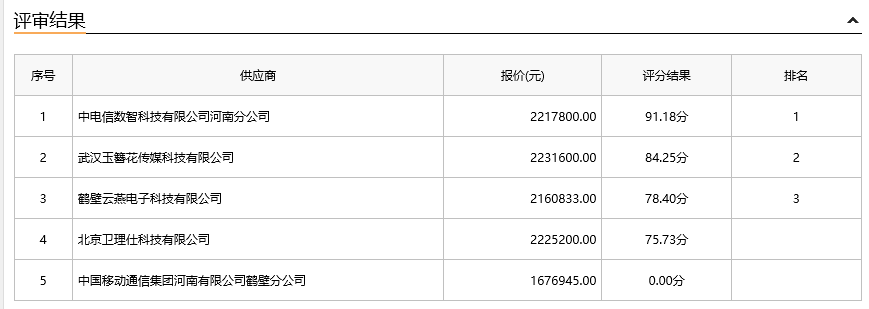 评审结果
序号 供应商 报价(元) 评分结果 排名
1 中电信数智科技有限公司河南分公司 2217800.00 91.18分 1
2 武汉玉簪花传媒科技有限公司 2231600.00 84.25分 2
3 鹤壁云燕电子科技有限公司 2160833.00 78.40分 3
4 北京卫理仕科技有限公司 2225200.00 75.73分
5 中国移动通信集团河南有限公司鹤壁分公司 1676945.00 0.00分